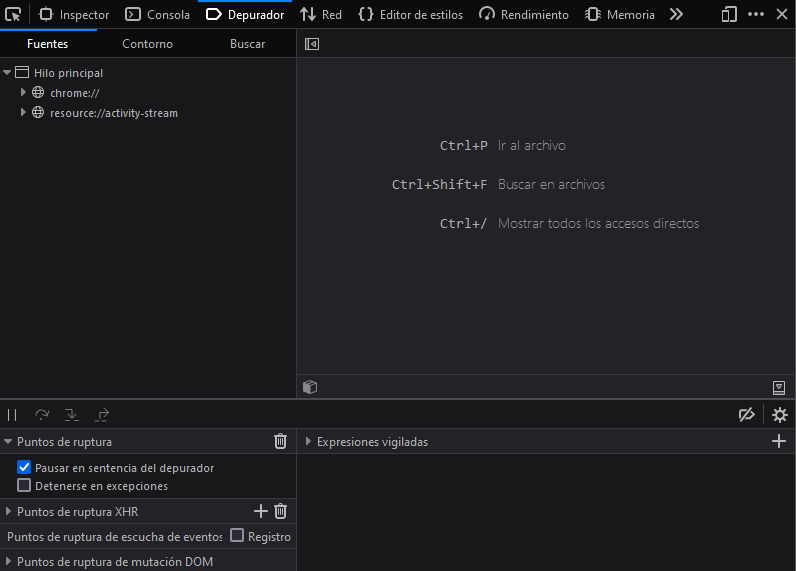 Inspector Consola Depurador Red Editor de estilos Rendimiento Memoria
Fuentes Contorno Buscar
Hilo principal
chrome://
resource://activity-stream
Ctrl+P Ir al archivo
Ctrl+Shift+F Buscar en archivos
Ctrl+/ Mostrar todos los accesos directos
Puntos de ruptura
Pausar en sentencia del depurador
Detenerse en excepciones
Puntos de ruptura XHR
Puntos de ruptura de escucha de eventos Registro
Puntos de ruptura de mutación DOM
Expresiones vigiladas